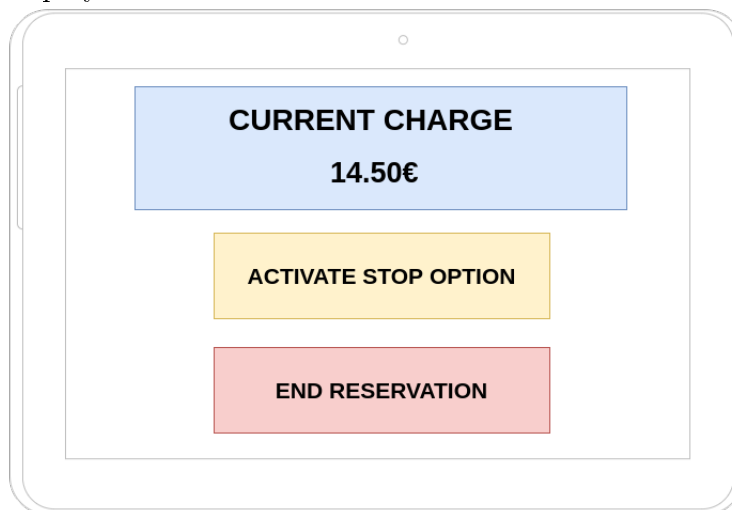 CURRENT CHARGE
14.50€
ACTIVATE STOP OPTION
END RESERVATION